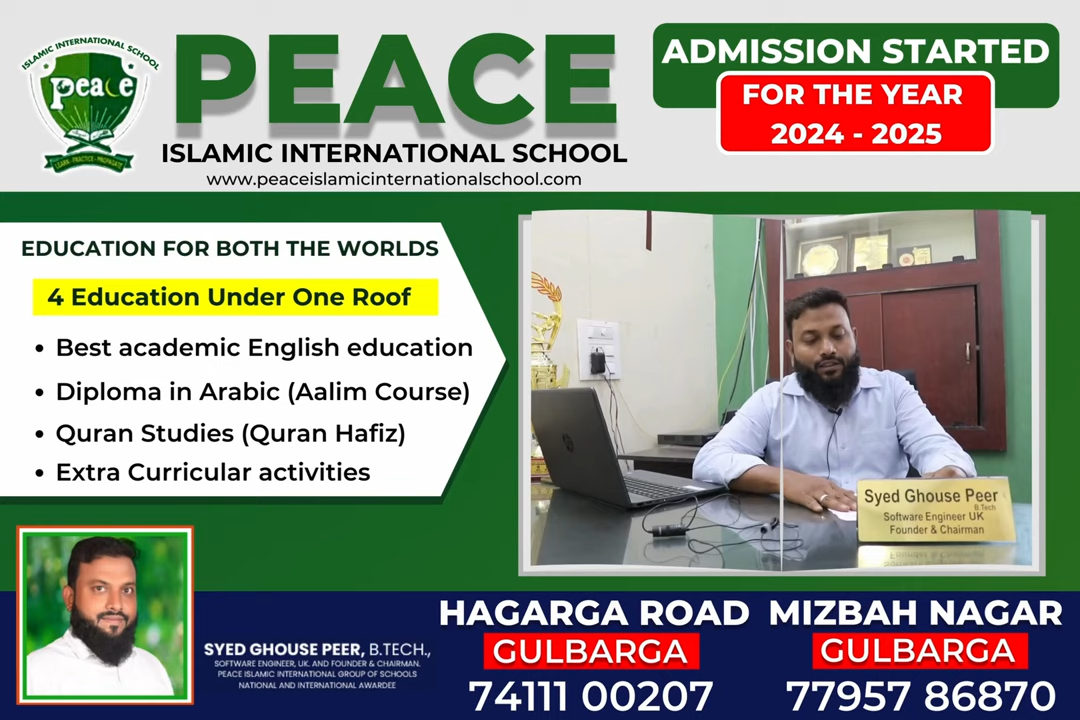 ISLAMIC INTERNATIONAL SCHOOL
peace
LEARN - PRACTICE - PROPAGATE
PEACE
ISLAMIC INTERNATIONAL SCHOOL
www.peaceislamicinternationalschool.com
ADMISSION STARTED
FOR THE YEAR
2024 - 2025
EDUCATION FOR BOTH THE WORLDS
4 Education Under One Roof
• Best academic English education
• Diploma in Arabic (Aalim Course)
• Quran Studies (Quran Hafiz)
• Extra Curricular activities
hp
Syed Ghouse Peer
B.Tech
Software Engineer UK
Founder & Chairman
SYED GHOUSE PEER, B.TECH.,
SOFTWARE ENGINEER, UK. AND FOUNDER & CHAIRMAN.
PEACE ISLAMIC INTERNATIONAL GROUP OF SCHOOLS
NATIONAL AND INTERNATIONAL AWARDEE
HAGARGA ROAD
GULBARGA
74111 00207
MIZBAH NAGAR
GULBARGA
77957 86870